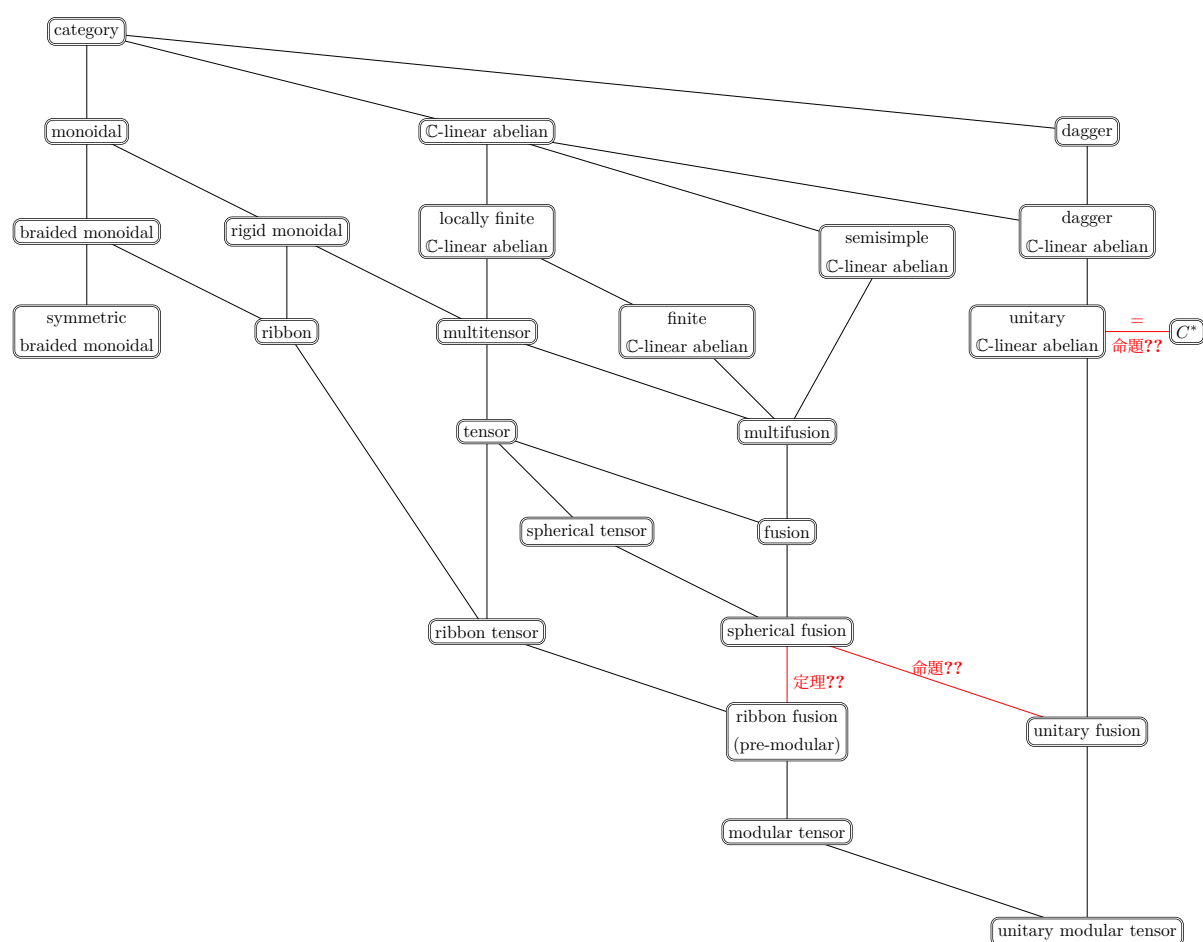 category
monoidal
ℂ-linear abelian
dagger
braided monoidal
rigid monoidal
locally finite
ℂ-linear abelian
semisimple
ℂ-linear abelian
dagger
ℂ-linear abelian
symmetric
braided monoidal
ribbon
multitensor
finite
ℂ-linear abelian
unitary
ℂ-linear abelian
=
命題??
C*
tensor
multifusion
spherical tensor
fusion
ribbon tensor
spherical fusion
命題??
定理??
ribbon fusion
(pre-modular)
unitary fusion
modular tensor
unitary modular tensor